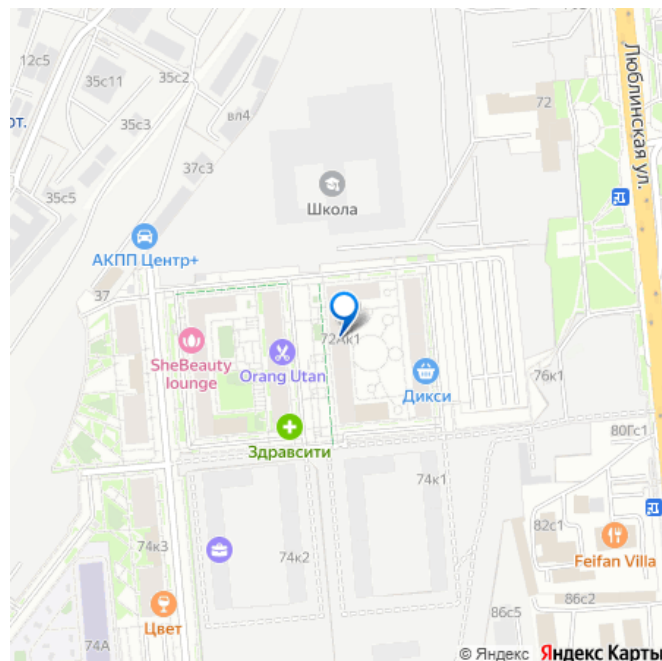 12с5
35с11
35с2
от.
35с3
вл4
72
Люблинская ул.
37с3
35с5
Школа
АКПП Центр+
37
72Ак1
SheBeauty
lounge
Orang Utan
Дикси
76к1
Здравсити
80Гс1
74к1
82с1
74к3
74к2
Feifan Villa
86с2
86с5
Цвет
74А
© Яндекс Яндекс Карты